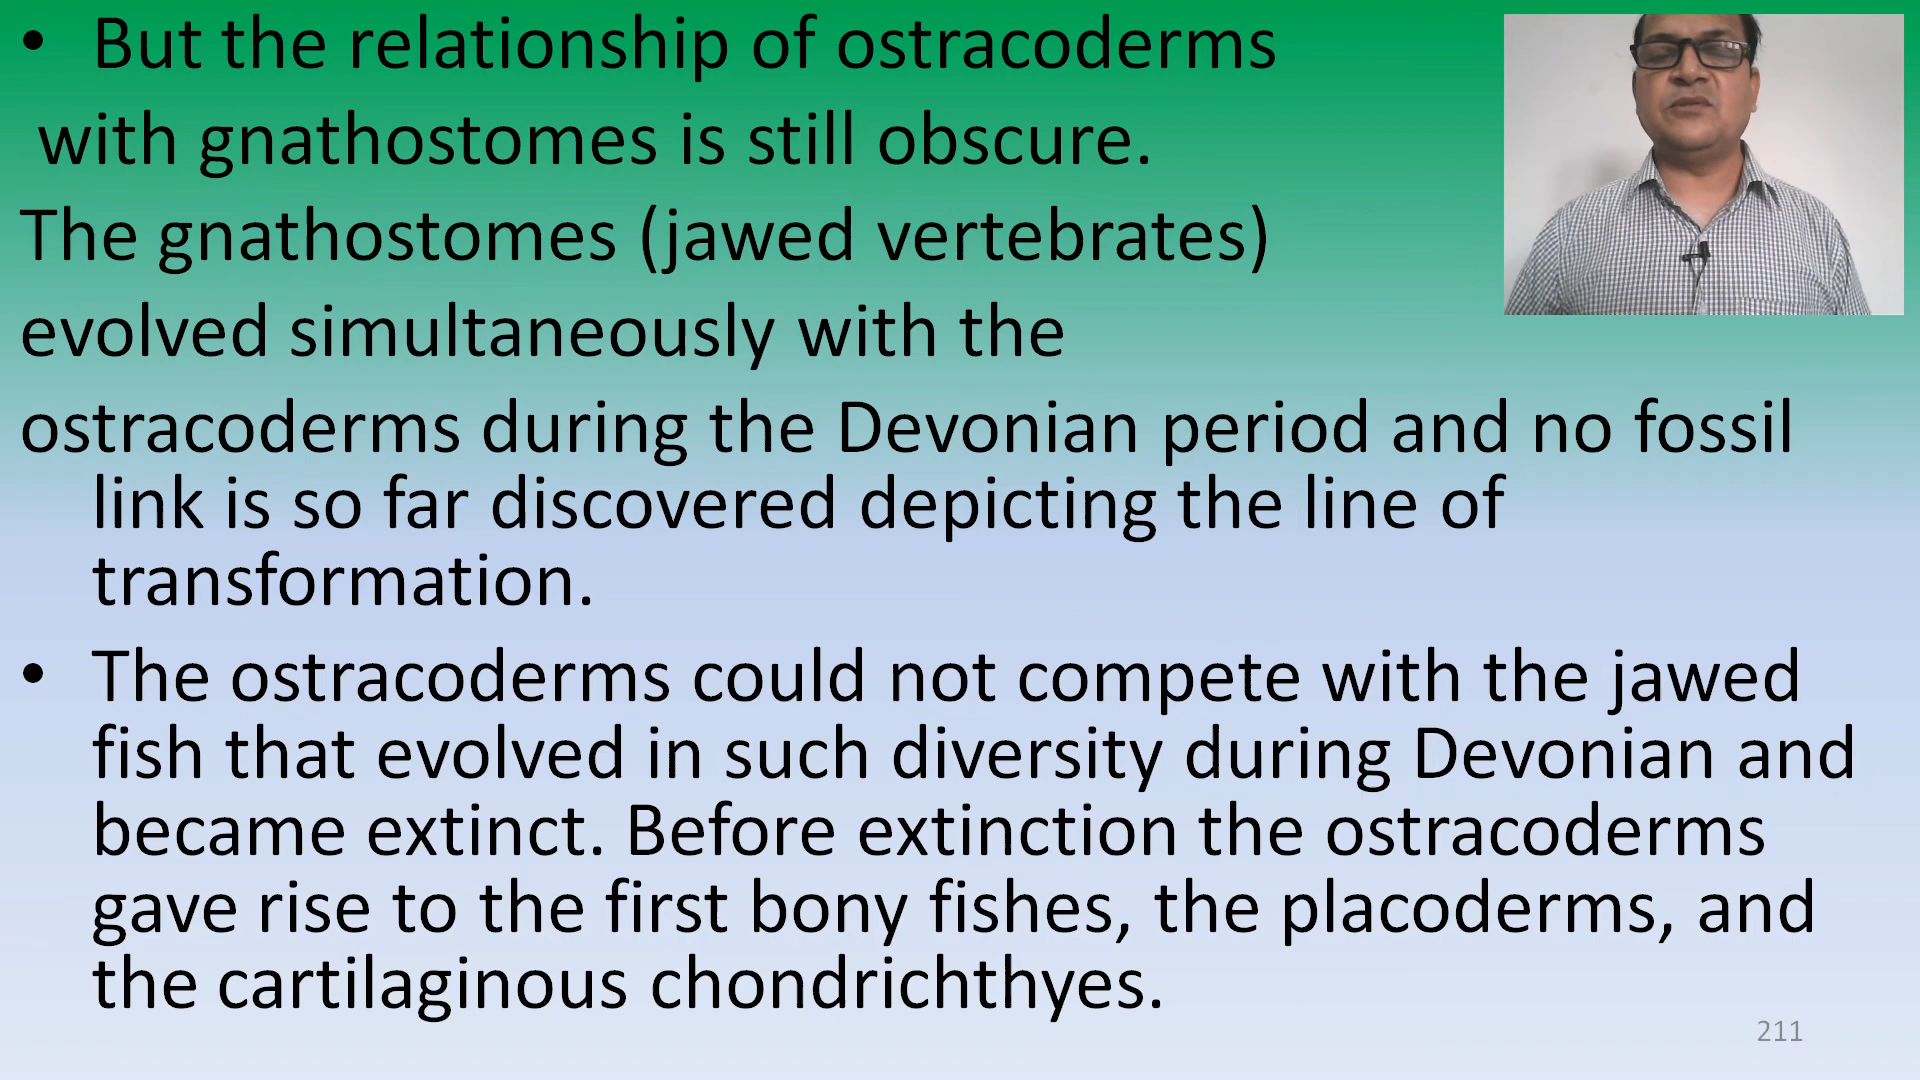 • But the relationship of ostracoderms
with gnathostomes is still obscure.
The gnathostomes (jawed vertebrates)
evolved simultaneously with the
ostracoderms during the Devonian period and no fossil
link is so far discovered depicting the line of
transformation.
• The ostracoderms could not compete with the jawed
fish that evolved in such diversity during Devonian and
became extinct. Before extinction the ostracoderms
gave rise to the first bony fishes, the placoderms, and
the cartilaginous chondrichthyes.
211